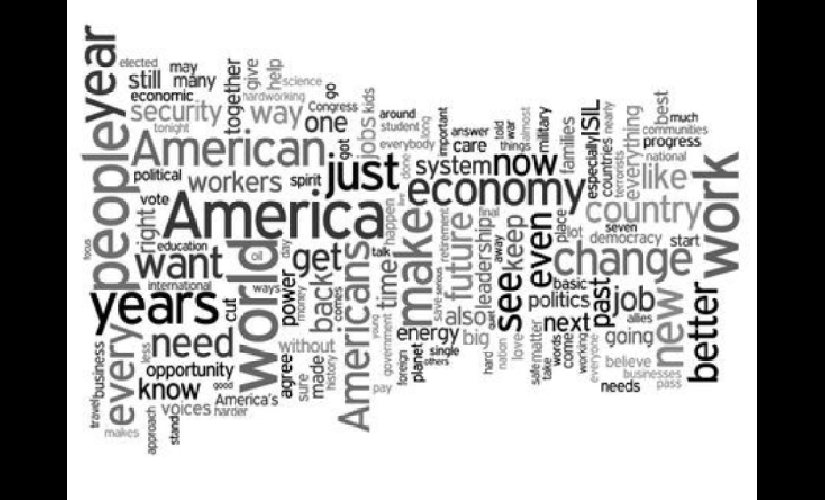 year
elected
may
still
many
economic
security
tonight
together
give
help
science
hardworking
way
Congress
go
one
kids
jobs
got
around
student
everybody
long
done
important
answer
care
told
things
war
almost
military
families
especially
ISIL
countries
nearly
terrorists
everything
best
much
communities
progress
national
like
people
American
political
workers
spirit
just
system
now
economy
country
work
vote
right
America
education
want
international
focus
world
oil
day
get
talk
happen
live
make
retirement
future
final
leadership
away
keep
even
place
lot
seven
democracy
start
change
years
cut
ways
power
money
back
comes
Americans
time
save
serious
also
see
quiet
basic
politics
past
job
allies
new
better
every
business
less
need
opportunity
know
good
without
agree
sure
made
history
young
government
energy
foreign
planet
single
others
big
hard
nation
love
safe
matter
take
next
words
come
working
everyone
going
believe
businesses
needs
pass
travel
makes
approach
stand
voices
America's
harder
pay